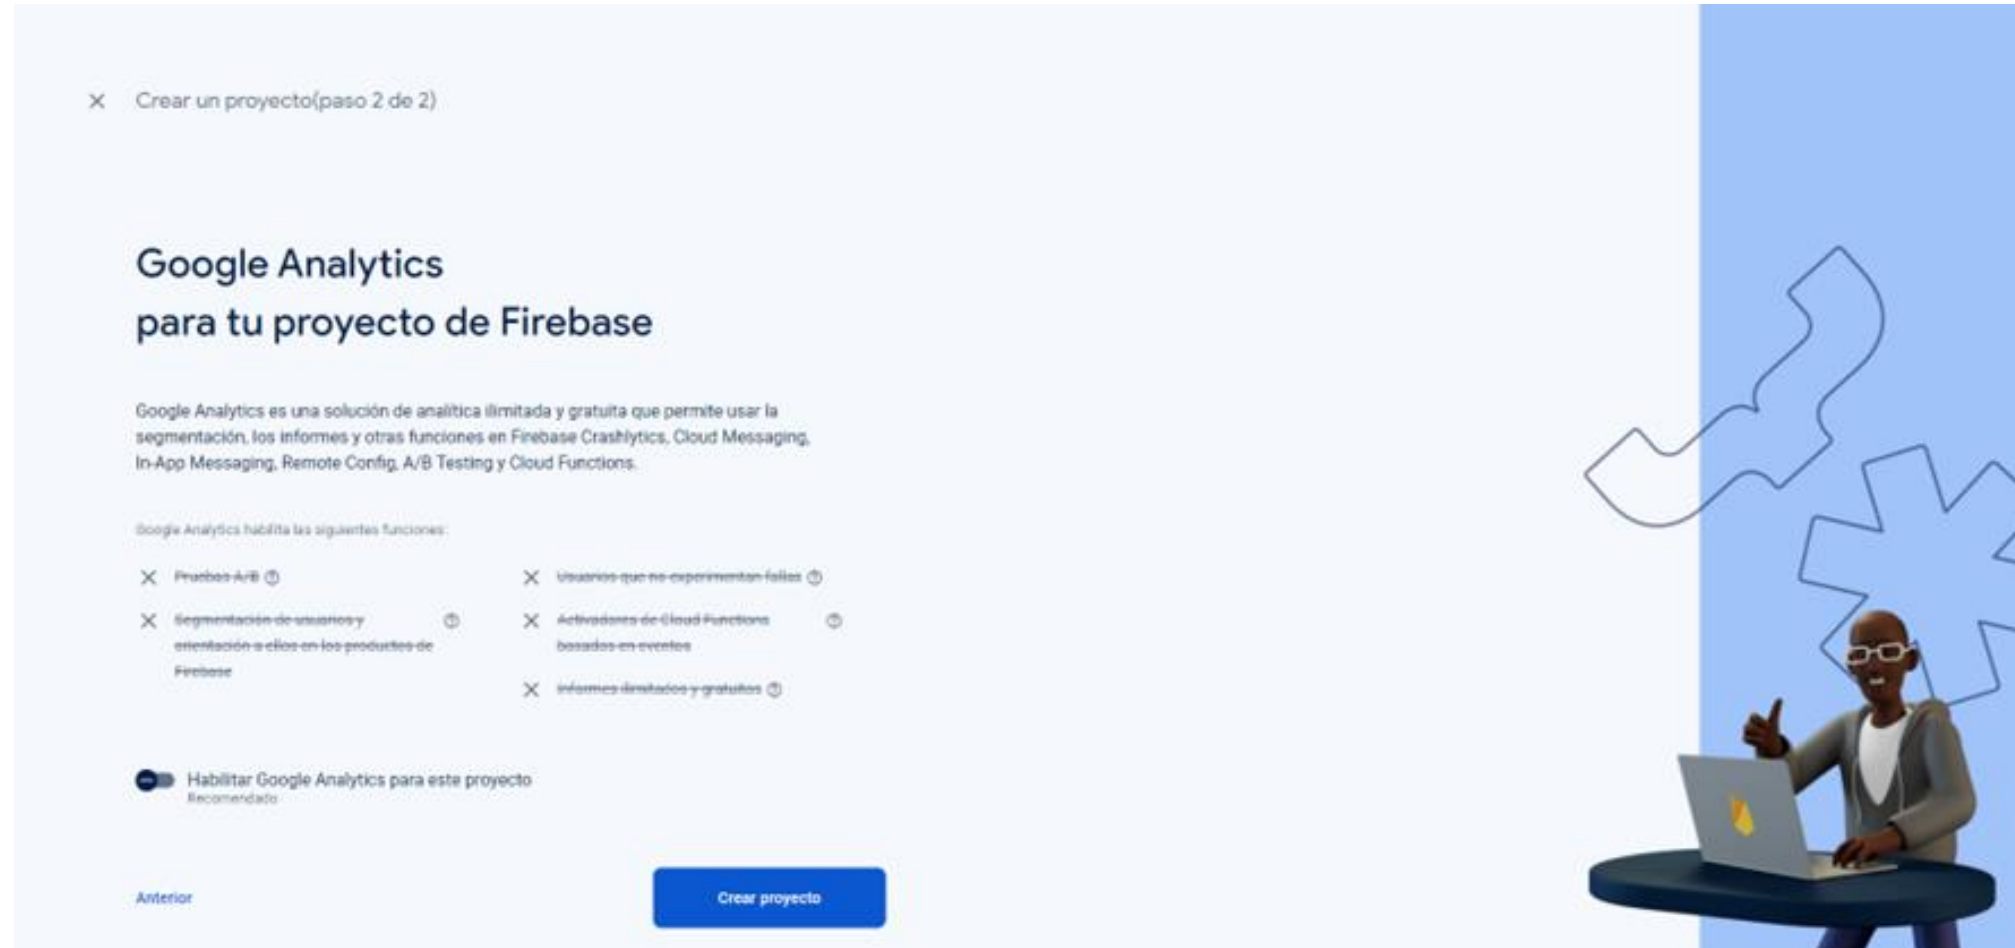 Crear un proyecto(paso 2 de 2)
Google Analytics
para tu proyecto de Firebase
Google Analytics es una solución de analítica ilimitada y gratuita que permite usar la
segmentación, los informes y otras funciones en Firebase Crashlytics, Cloud Messaging,
In-App Messaging, Remote Config, A/B Testing y Cloud Functions.
Google Analytics habilita las siguientes funciones:
Pruebas A/B
Segmentación de usuarios y
orientación a ellos en los productos de
Firebase
Usuarios que no experimentan fallas
Activadores de Cloud Functions
basados en eventos
Informes ilimitados y gratuitos
Habilitar Google Analytics para este proyecto
Recomendado
Anterior
Crear proyecto